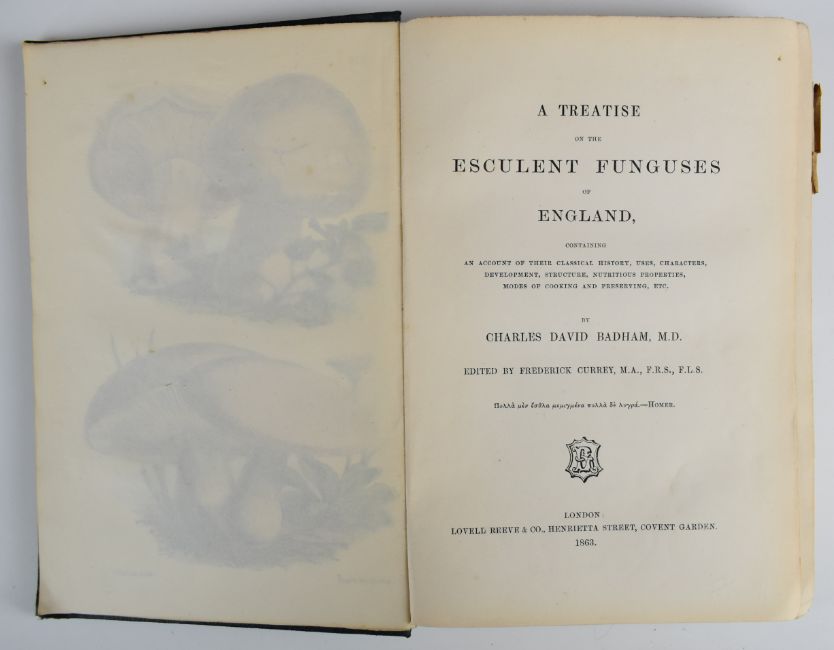 A TREATISE
ON THE
ESCULENT FUNGUSES
OF
ENGLAND,
CONTAINING
AN ACCOUNT OF THEIR CLASSICAL HISTORY, USES, CHARACTERS,
DEVELOPMENT, STRUCTURE, NUTRITIOUS PROPERTIES,
MODES OF COOKING AND PRESERVING, ETC.
BY
CHARLES DAVID BADHAM, M.D.
EDITED BY FREDERICK CURREY, M.A., F.R.S., F.L.S.
Πολλὰ μὲν ἐσθλα μεμιγμένα πολλὰ δὲ λυγρά.—HOMER.
LONDON:
LOVELL REEVE & CO., HENRIETTA STREET, COVENT GARDEN.
1863.